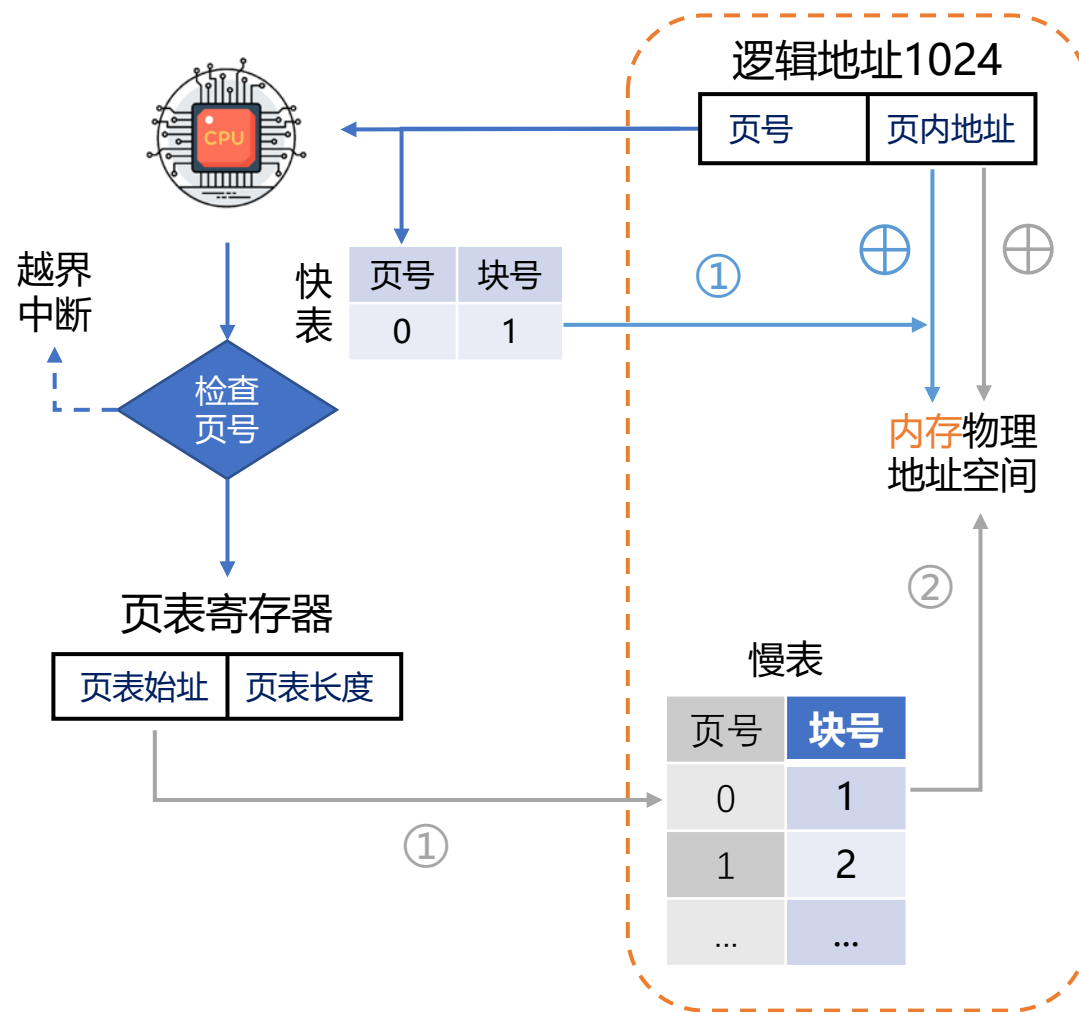 逻辑地址1024
页号 页内地址
CPU
越界
中断
快
表
页号 块号
0 1
①
检查
页号
内存物理
地址空间
②
页表寄存器
页表始址 页表长度
慢表
页号 块号
0 1
1 2
... ...
①